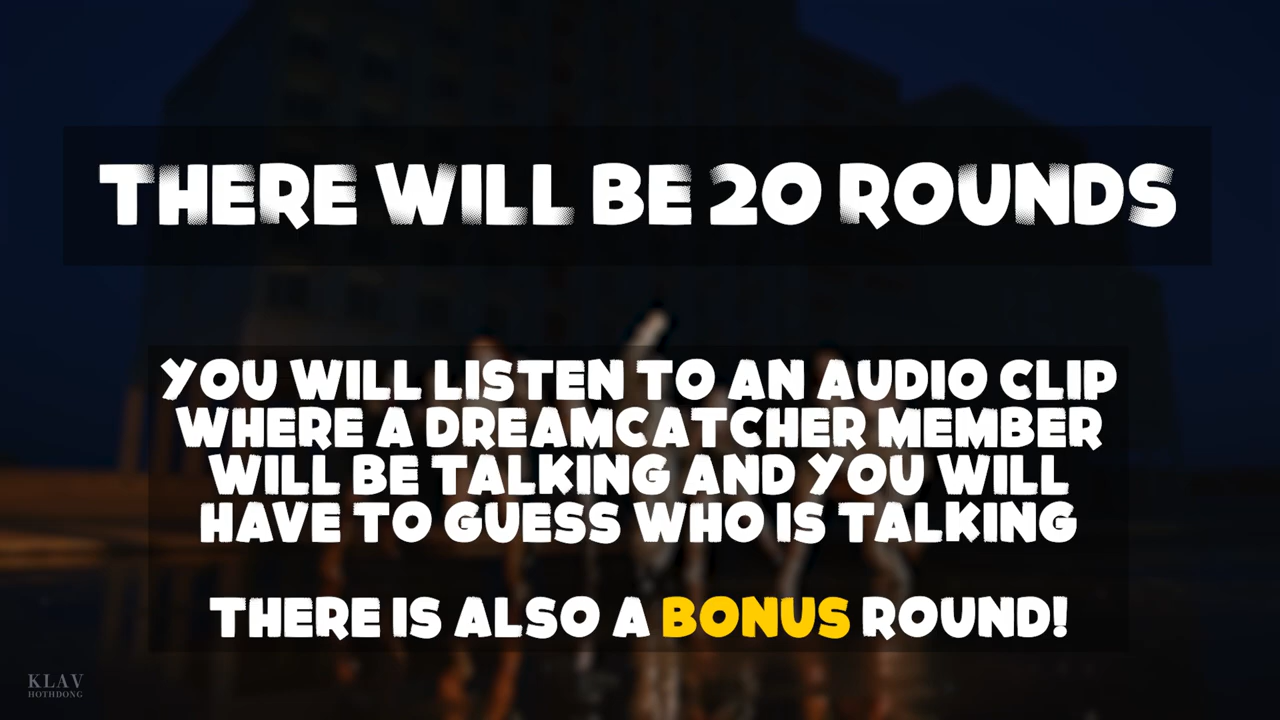 THERE WILL BE 20 ROUNDS
YOU WILL LISTEN TO AN AUDIO CLIP
WHERE A DREAMCATCHER MEMBER
WILL BE TALKING AND YOU WILL
HAVE TO GUESS WHO IS TALKING
THERE IS ALSO A BONUS ROUND!
KLAV
HOTHDONG